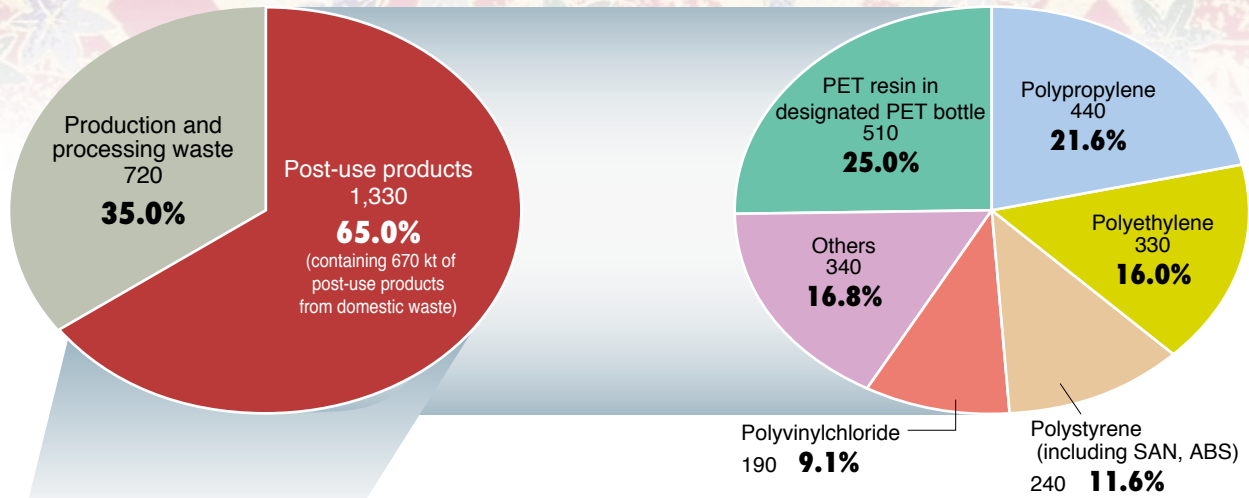 Production and
processing waste
720
35.0%
Post-use products
1,330
65.0%
(containing 670 kt of
post-use products
from domestic waste)
PET resin in
designated PET bottle
510
25.0%
Polypropylene
440
21.6%
Polyethylene
330
16.0%
Others
340
16.8%
Polyvinylchloride
190 9.1%
Polystyrene
(including SAN, ABS)
240 11.6%